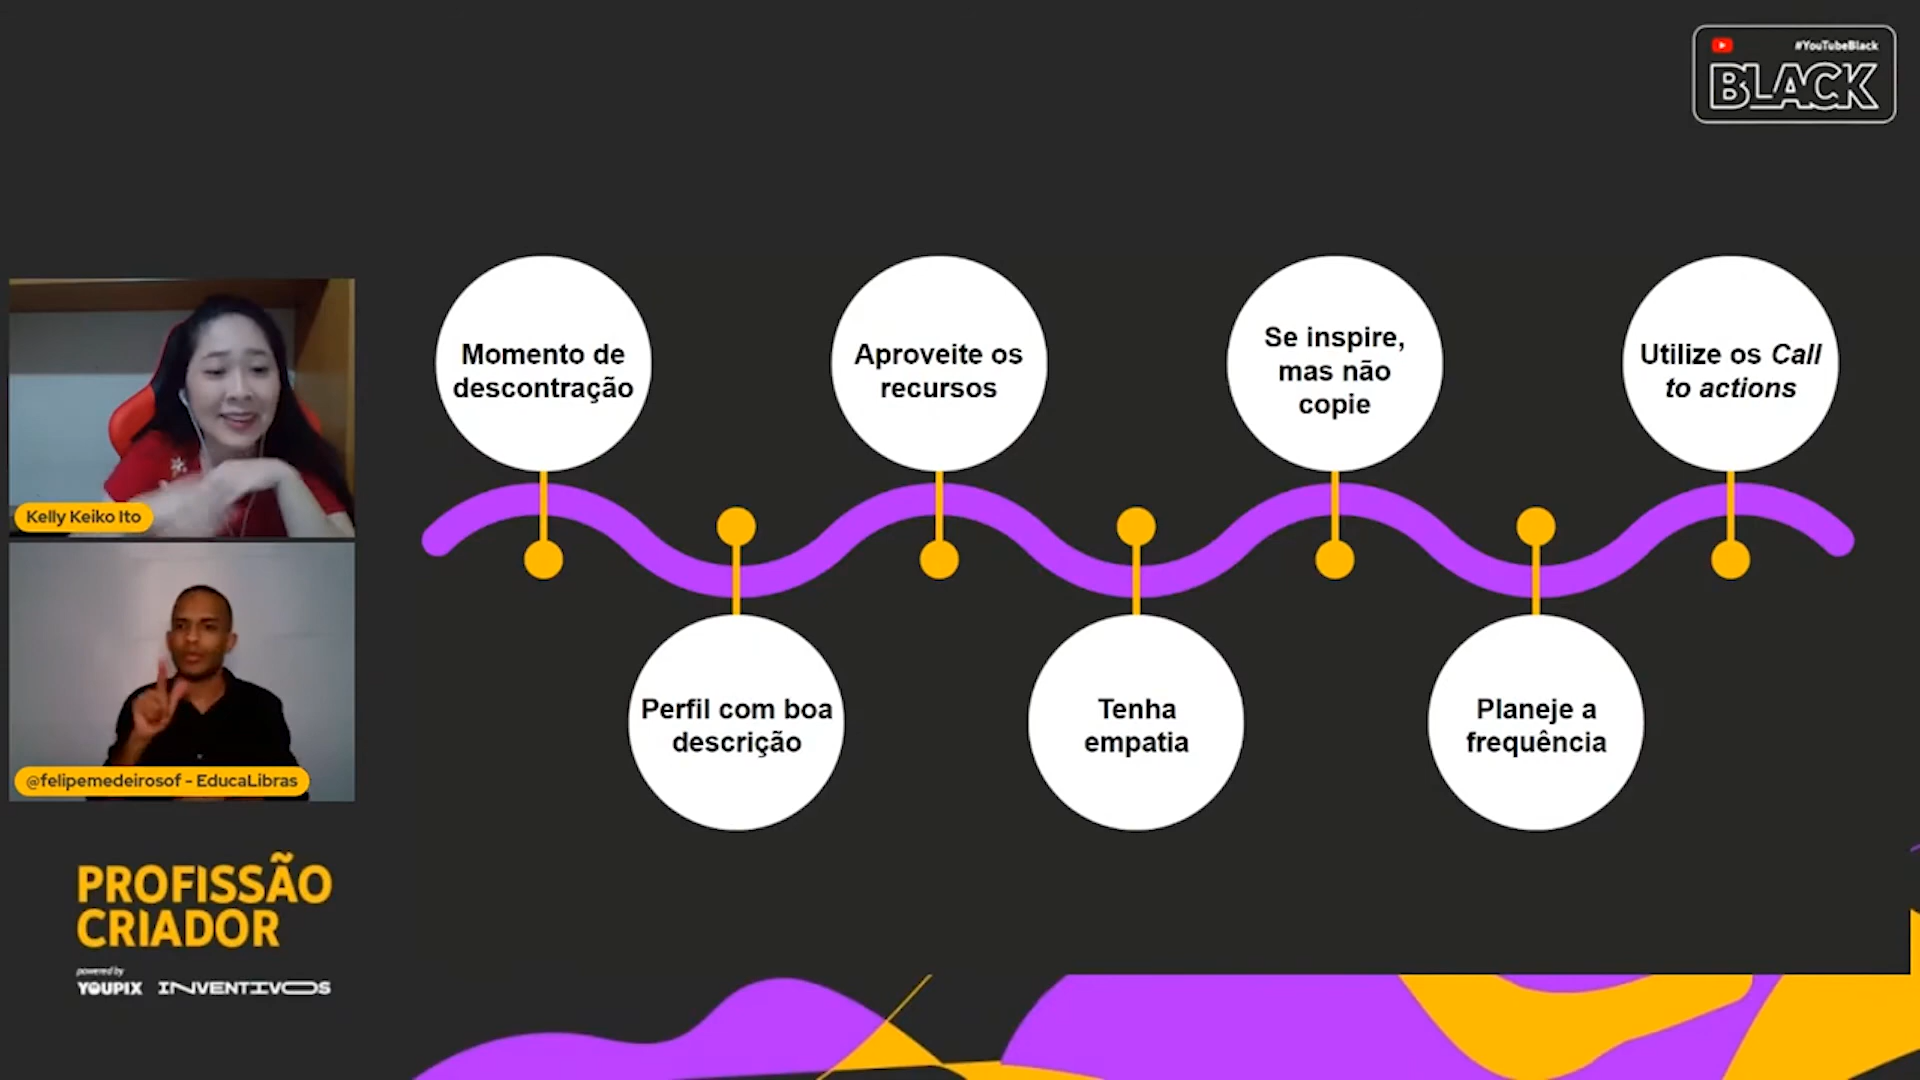 #YouTubeBlack
BLACK
Momento de
descontração
Aproveite os
recursos
Se inspire,
mas não
copie
Utilize os Call
to actions
Kelly Keiko Ito
Perfil com boa
descrição
Tenha
empatia
Planeje a
frequência
@felipemedeirosof - EducaLibras
PROFISSÃO
CRIADOR
powered by
YOUPIX INVENTIVOS